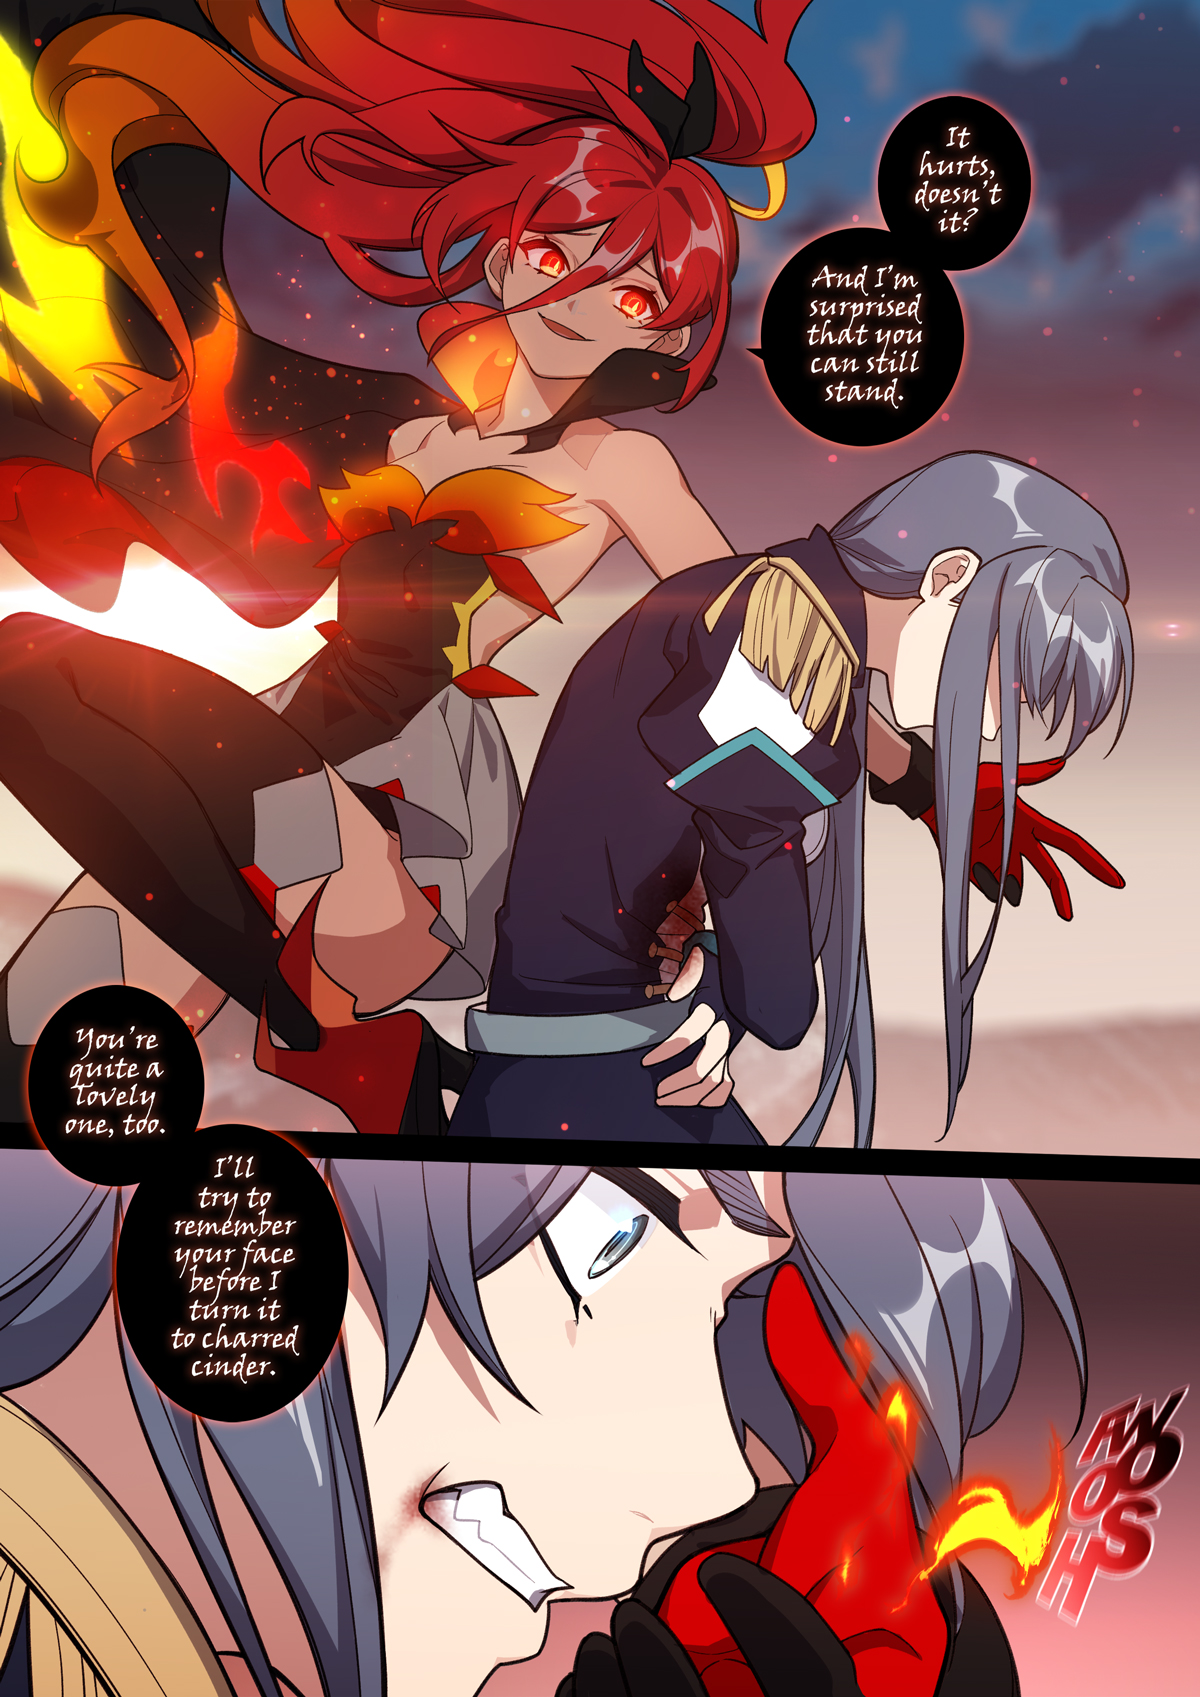 It
hurts,
doesn't
it?
And I'm
surprised
that you
can still
stand.
You're
quite a
lovely
one, too.
I'll
try to
remember
your face
before I
turn it
to charred
cinder.
FWOOSH